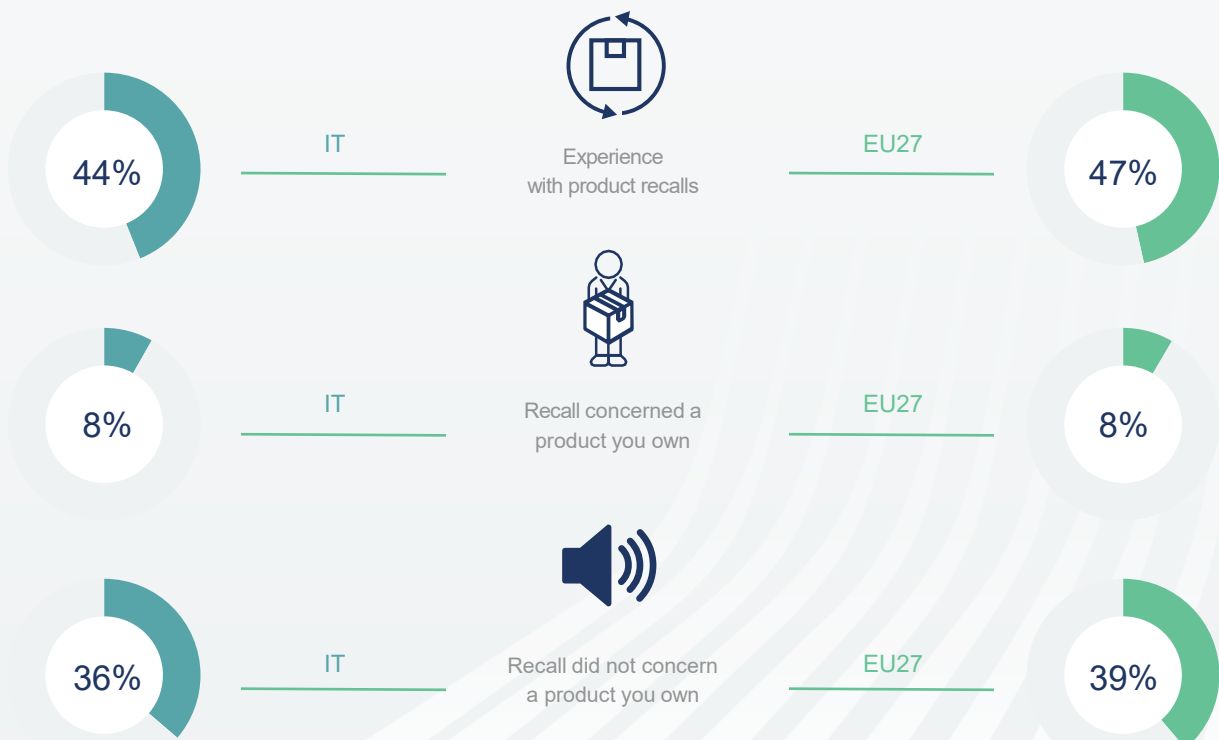 44%
IT
Experience
with product recalls
EU27
47%
8%
IT
Recall concerned a
product you own
EU27
8%
36%
IT
Recall did not concern
a product you own
EU27
39%